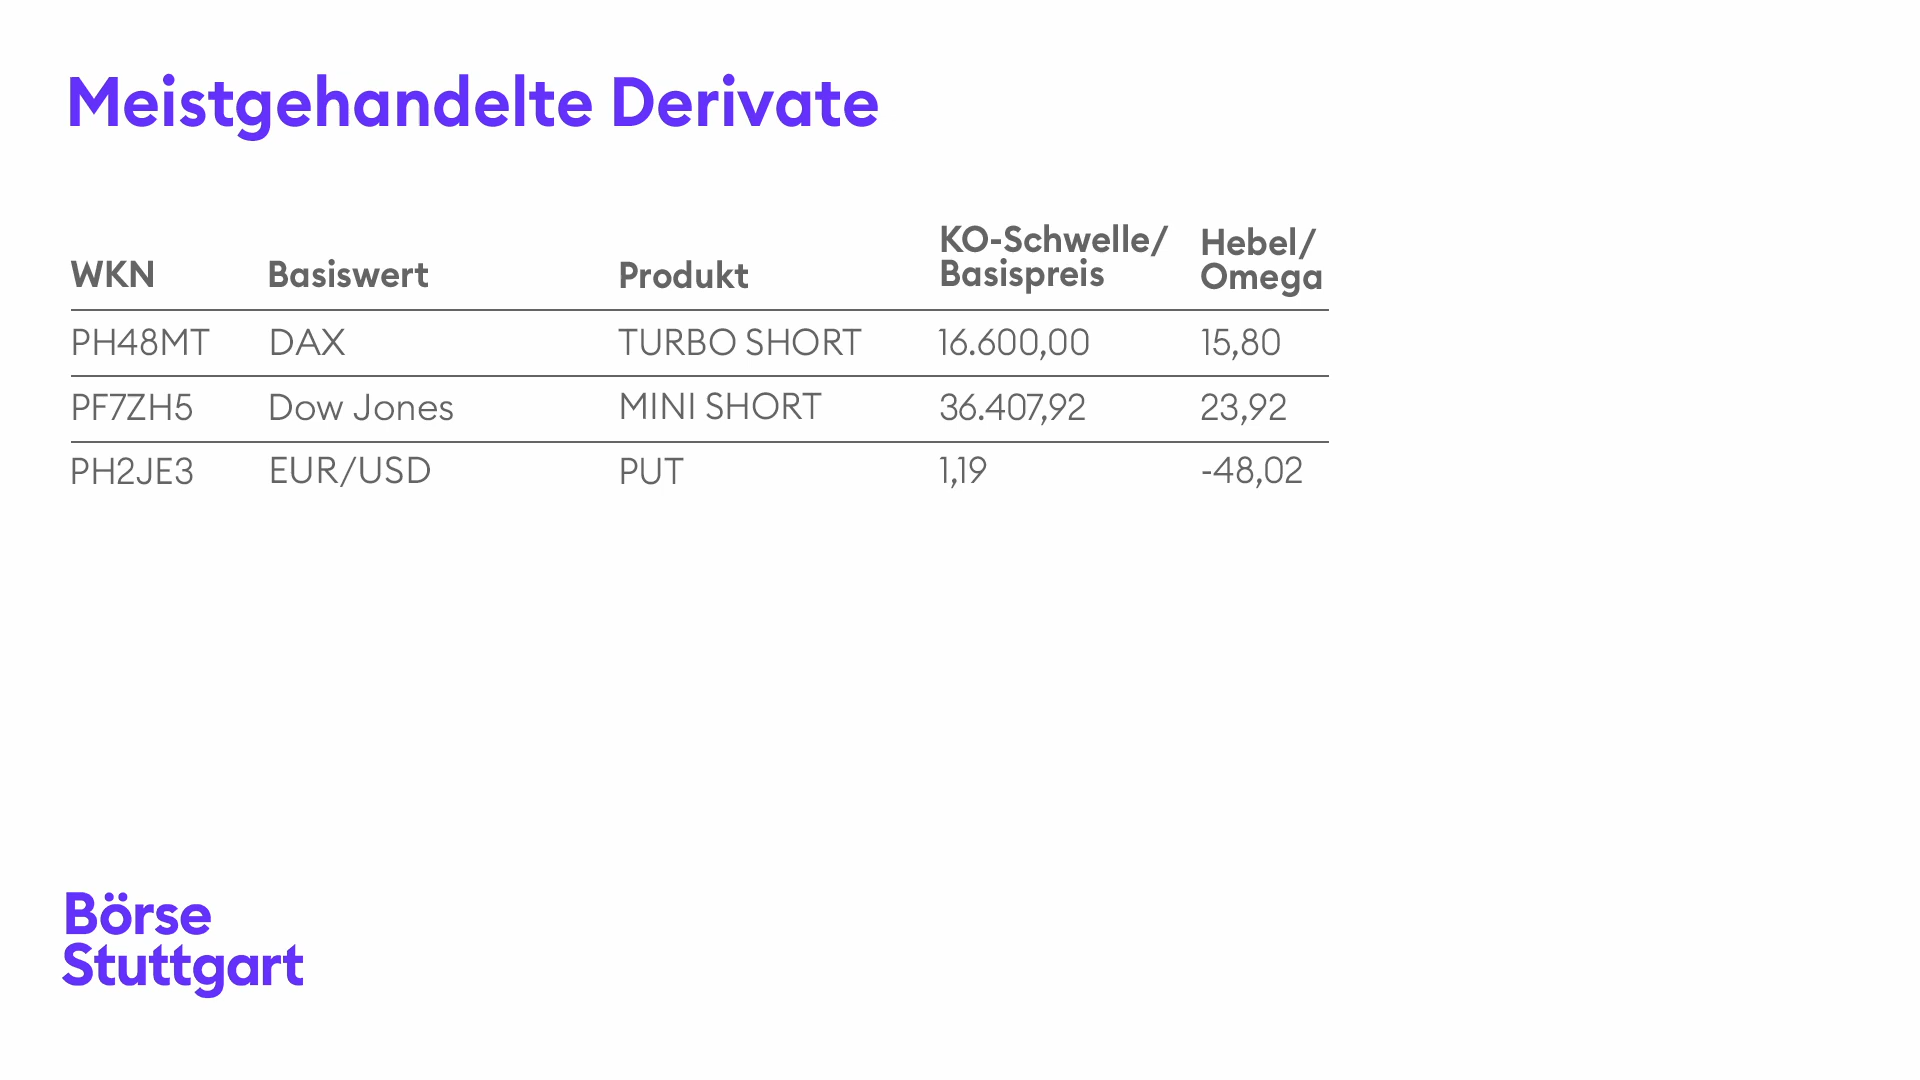 Meistgehandelte Derivate
WKN Basiswert Produkt KO-Schwelle/ Basispreis Hebel/ Omega
PH48MT DAX TURBO SHORT 16.600,00 15,80
PF7ZH5 Dow Jones MINI SHORT 36.407,92 23,92
PH2JE3 EUR/USD PUT 1,19 -48,02
Börse
Stuttgart